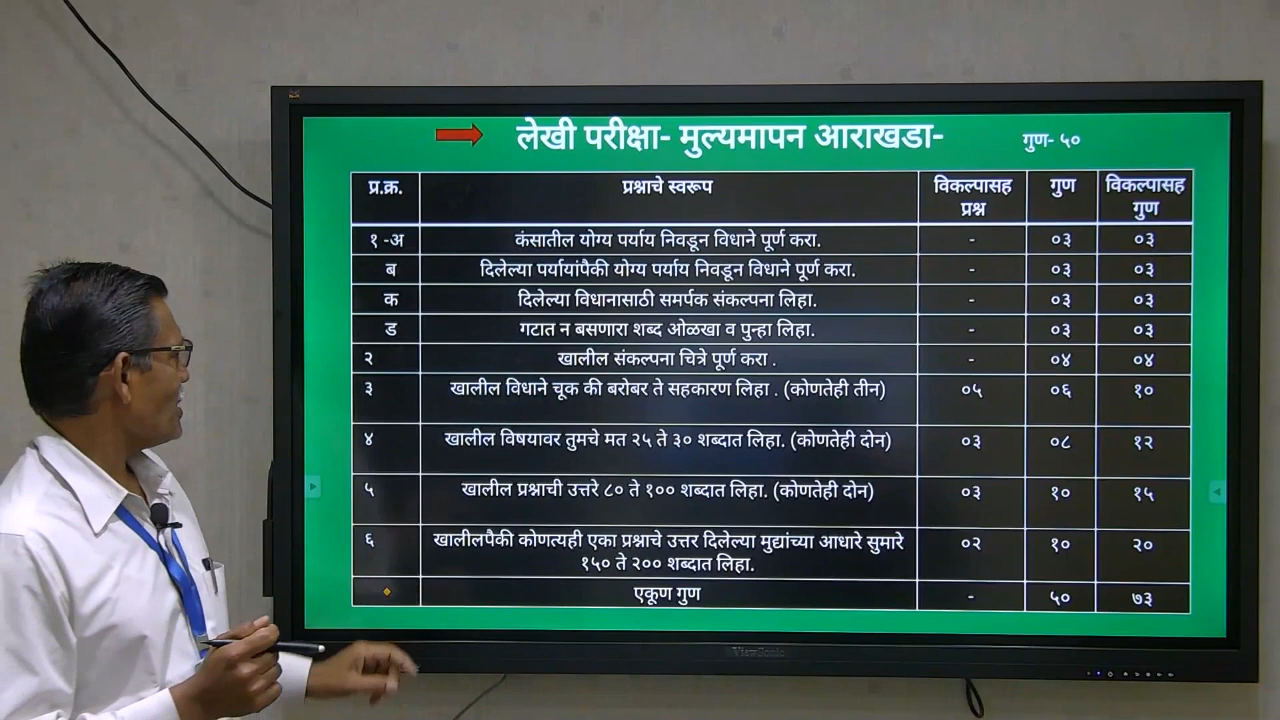 लेखी परीक्षा- मुल्यमापन आराखडा-
गुण- ५०
प्र.क्र. प्रश्नाचे स्वरूप विकल्पासह प्रश्न गुण विकल्पासह गुण
१ -अ कंसातील योग्य पर्याय निवडून विधाने पूर्ण करा. - ०३ ०३
ब दिलेल्या पर्यायांपैकी योग्य पर्याय निवडून विधाने पूर्ण करा. - ०३ ०३
क दिलेल्या विधानासाठी समर्पक संकल्पना लिहा. - ०३ ०३
ड गटात न बसणारा शब्द ओळखा व पुन्हा लिहा. - ०३ ०३
२ खालील संकल्पना चित्रे पूर्ण करा . - ०४ ०४
३ खालील विधाने चूक की बरोबर ते सहकारण लिहा . (कोणतेही तीन) ०५ ०६ १०
४ खालील विषयावर तुमचे मत २५ ते ३० शब्दात लिहा. (कोणतेही दोन) ०३ ०८ १२
५ खालील प्रश्नाची उत्तरे ८० ते १०० शब्दात लिहा. (कोणतेही दोन) ०३ १० १५
६ खालीलपैकी कोणत्यही एका प्रश्नाचे उत्तर दिलेल्या मुद्यांच्या आधारे सुमारे ०२ १० २०
१५० ते २०० शब्दात लिहा.
एकूण गुण - ५० ७३
ViewSonic